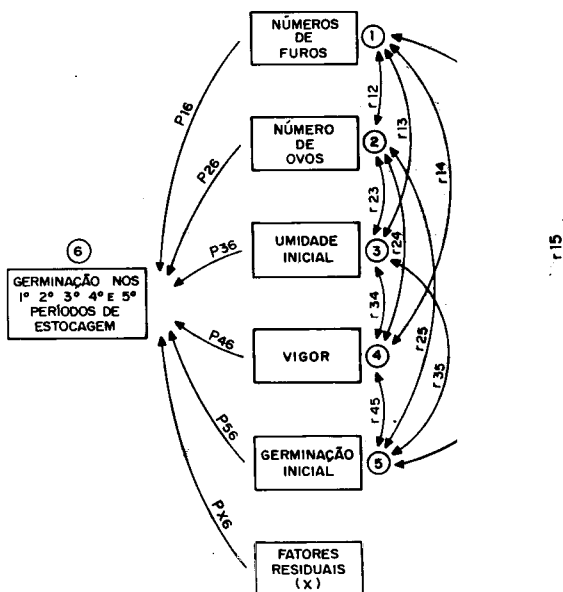 NÚMEROS
DE
FUROS
1
P16
r12
r13
r14
NÚMERO
DE
OVOS
2
P26
r23
r24
r15
6
GERMINAÇÃO NOS
1º 2º 3º 4º E 5º
PERÍODOS DE
ESTOCAGEM
P36
UMIDADE
INICIAL
3
r34
r25
r35
P46
VIGOR
4
r45
P56
GERMINAÇÃO
INICIAL
5
PX6
FATORES
RESIDUAIS
(X)